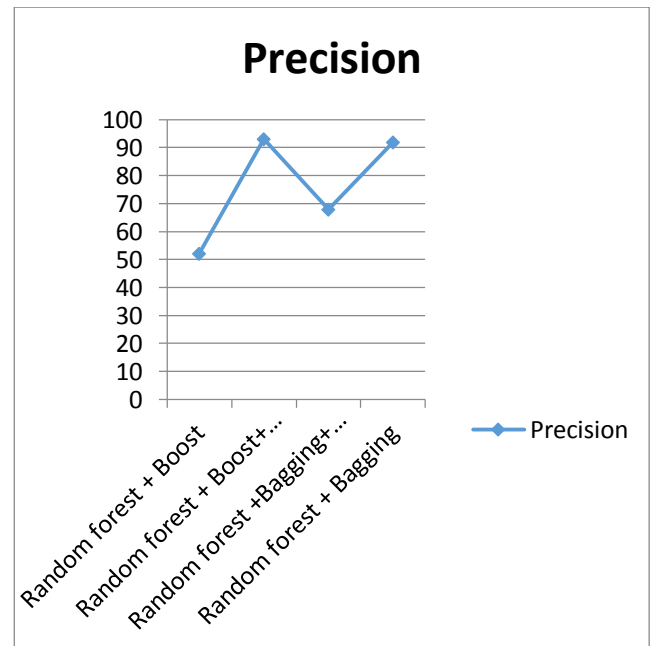 Precision
100
90
80
70
60
50
40
30
20
10
0
Random forest + Boost
Random forest + Boost+...
Random forest +Bagging+...
Random forest + Bagging
Precision